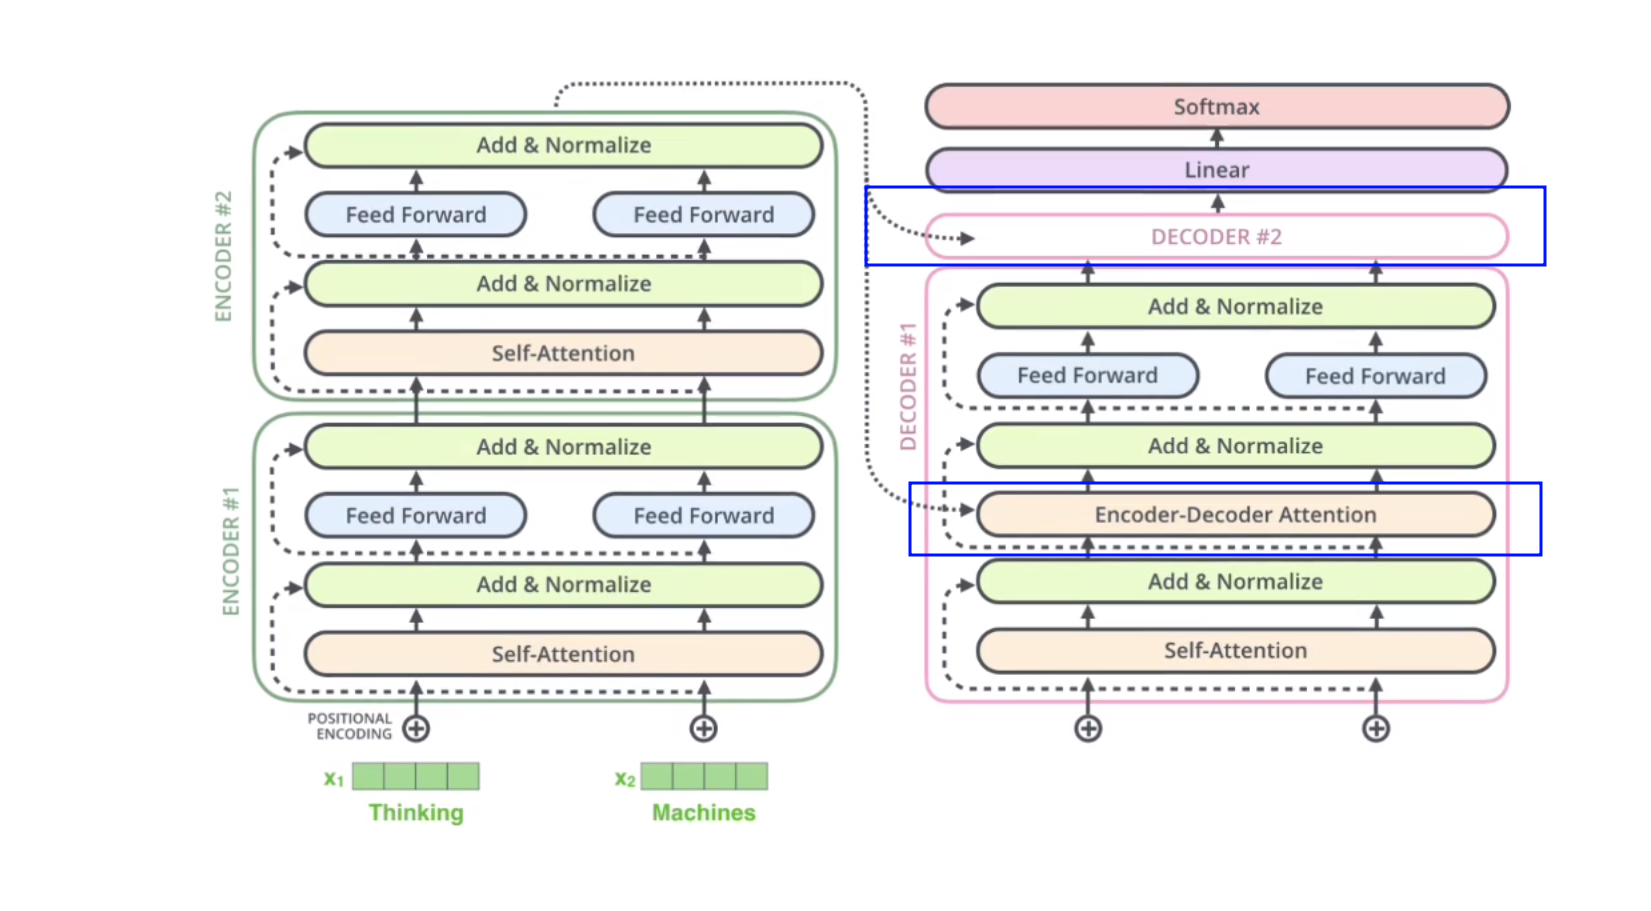 ENCODER #2
Add & Normalize
Feed Forward
Feed Forward
Add & Normalize
Self-Attention
ENCODER #1
Add & Normalize
Feed Forward
Feed Forward
Add & Normalize
Self-Attention
POSITIONAL
ENCODING
x1
x2
Thinking
Machines
Softmax
Linear
DECODER #2
DECODER #1
Add & Normalize
Feed Forward
Feed Forward
Add & Normalize
Encoder-Decoder Attention
Add & Normalize
Self-Attention